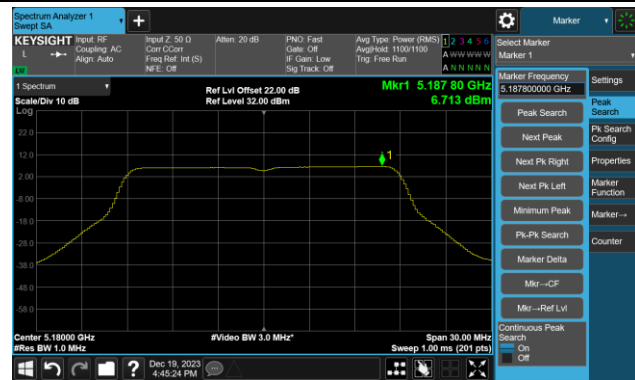 Spectrum Analyzer 1
Swept SA
Marker
KEYSIGHT
L
LW
Input: RF
Coupling: AC
Align: Auto
Input Z: 50 Ω
Corr CCorr
Freq Ref: Int (S)
NFE: Off
Atten: 20 dB
PNO: Fast
Gate: Off
IF Gain: Low
Sig Track: Off
Avg Type: Power (RMS)
Avg|Hold: 1100/1100
Trig: Free Run
1 2 3 4 5 6
A W W W W W
A N N N N N
Select Marker
Marker 1
1 Spectrum
Scale/Div 10 dB
Log
Ref Lvl Offset 22.00 dB
Ref Level 32.00 dBm
Mkr1 5.187 80 GHz
6.713 dBm
22.0
12.0
2.00
-8.00
-18.0
-28.0
-38.0
-48.0
-58.0
1
Center 5.18000 GHz
#Res BW 1.0 MHz
#Video BW 3.0 MHz*
Span 30.00 MHz
Sweep 1.00 ms (201 pts)
Marker Frequency
5.187800000 GHz
Peak Search
Next Peak
Next Pk Right
Next Pk Left
Minimum Peak
Pk-Pk Search
Marker Delta
Mkr→CF
Mkr→Ref Lvl
Continuous Peak
Search
On
Off
Settings
Peak
Search
Pk Search
Config
Properties
Marker
Function
Marker→
Counter
Dec 19, 2023
4:45:24 PM